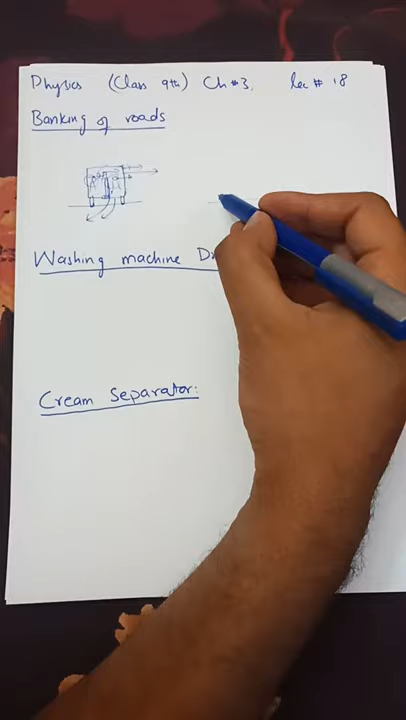 Physics (Class 9th) Ch #3, lec # 18
Banking of roads
Washing machine
Cream Separator: